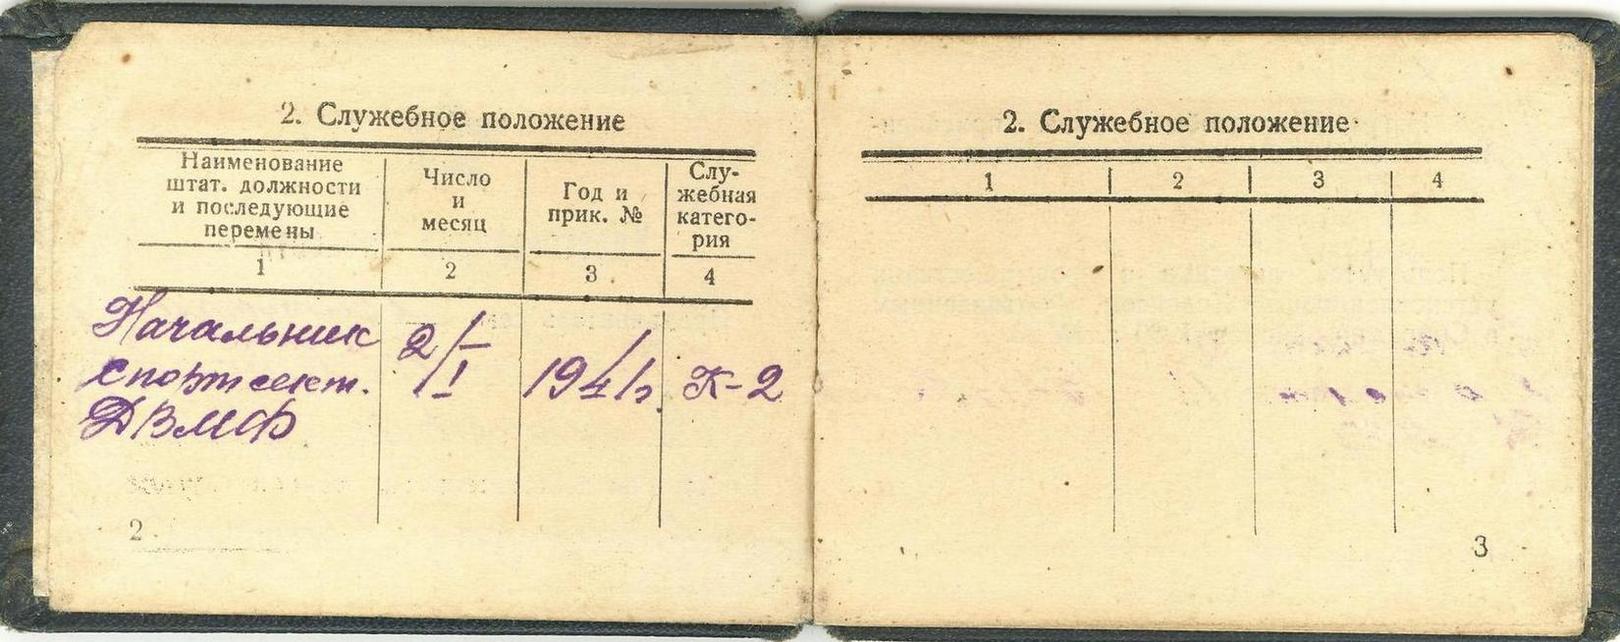 2. Служебное положение
Наименование штат. должности и последующие перемены
Число и месяц
Год и прик. №
Слу-жебная катего-рия
1 2 3 4
Начальник
спортсект.
ДВМФ
2/I 1941/ К-2
2
2. Служебное положение
1 2 3 4
3